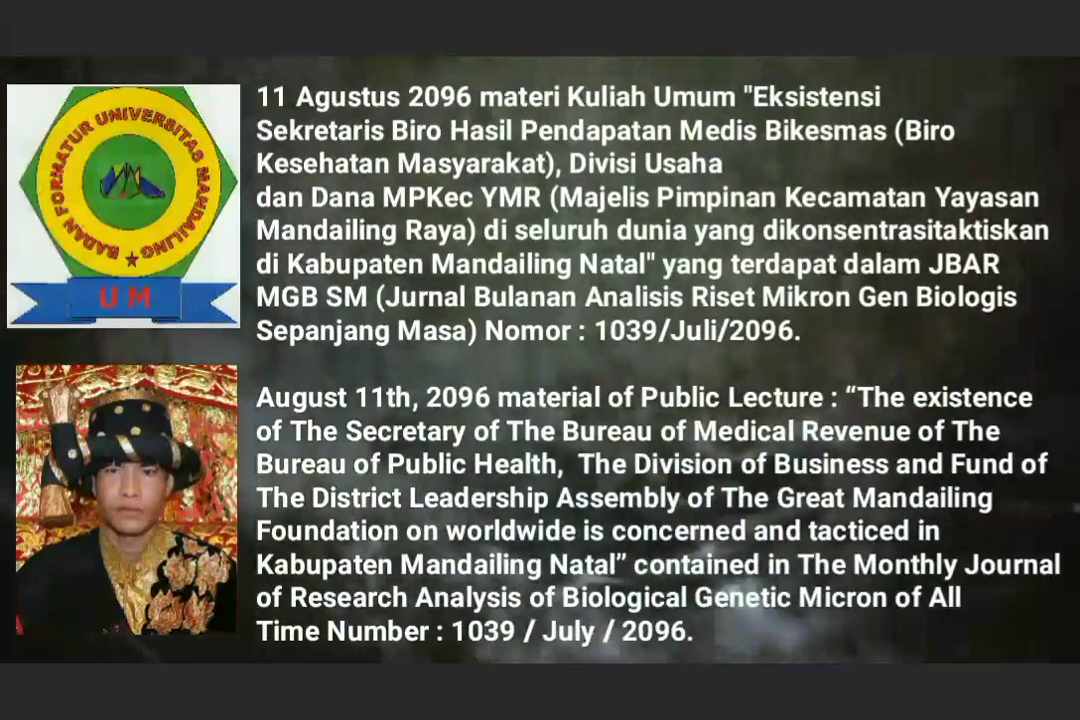 BADAN FORMATUR UNIVERSITAS MANDAILING
UM
11 Agustus 2096 materi Kuliah Umum "Eksistensi
Sekretaris Biro Hasil Pendapatan Medis Bikesmas (Biro
Kesehatan Masyarakat), Divisi Usaha
dan Dana MPKec YMR (Majelis Pimpinan Kecamatan Yayasan
Mandailing Raya) di seluruh dunia yang dikonsentrasitaktiskan
di Kabupaten Mandailing Natal" yang terdapat dalam JBAR
MGB SM (Jurnal Bulanan Analisis Riset Mikron Gen Biologis
Sepanjang Masa) Nomor : 1039/Juli/2096.
August 11th, 2096 material of Public Lecture : “The existence
of The Secretary of The Bureau of Medical Revenue of The
Bureau of Public Health,  The Division of Business and Fund of
The District Leadership Assembly of The Great Mandailing
Foundation on worldwide is concerned and tacticed in
Kabupaten Mandailing Natal” contained in The Monthly Journal
of Research Analysis of Biological Genetic Micron of All
Time Number : 1039 / July / 2096.